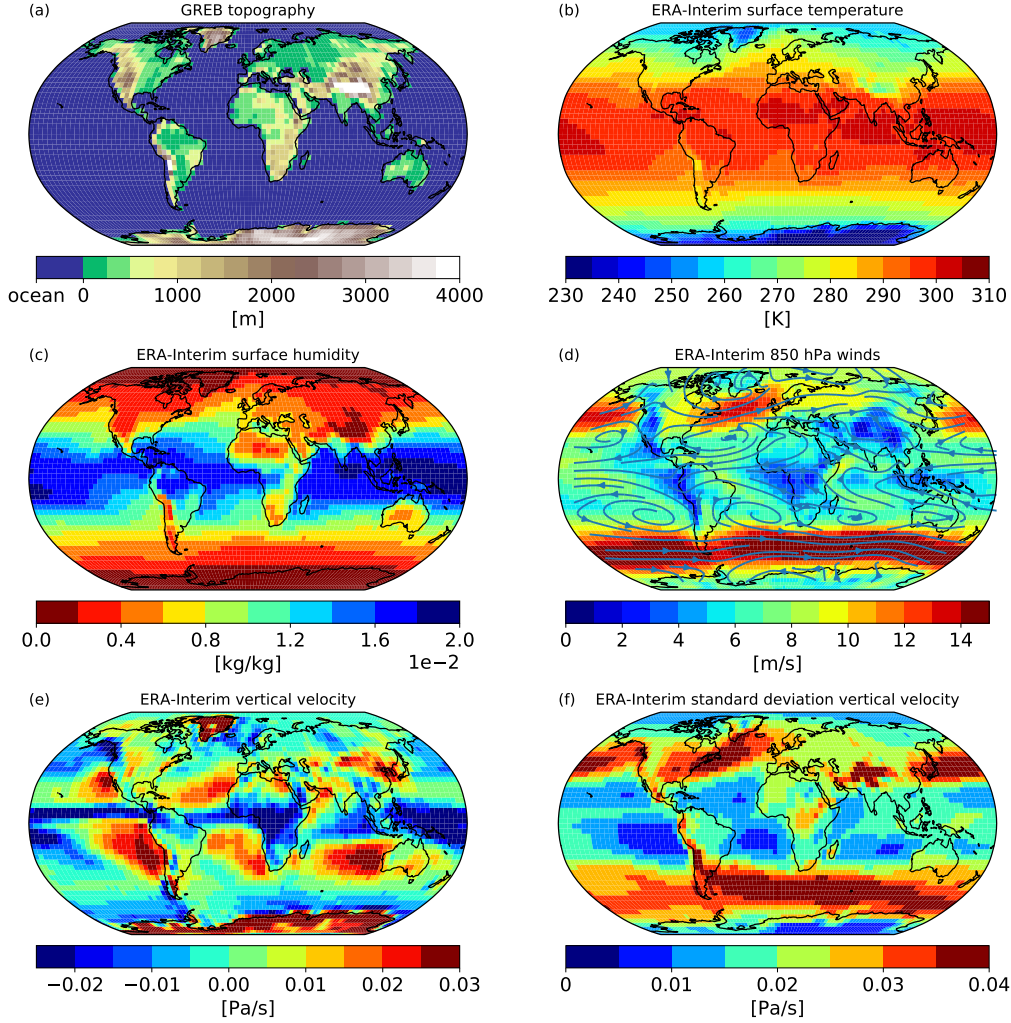 (a) GREB topography
(b) ERA-Interim surface temperature
ocean 0 1000 2000 3000 4000
[m]
230 240 250 260 270 280 290 300 310
[K]
(c) ERA-Interim surface humidity
(d) ERA-Interim 850 hPa winds
0.0 0.4 0.8 1.2 1.6 2.0
[kg/kg] 1e−2
0 2 4 6 8 10 12 14
[m/s]
(e) ERA-Interim vertical velocity
(f) ERA-Interim standard deviation vertical velocity
−0.02 −0.01 0.00 0.01 0.02 0.03
[Pa/s]
0 0.01 0.02 0.03 0.04
[Pa/s]